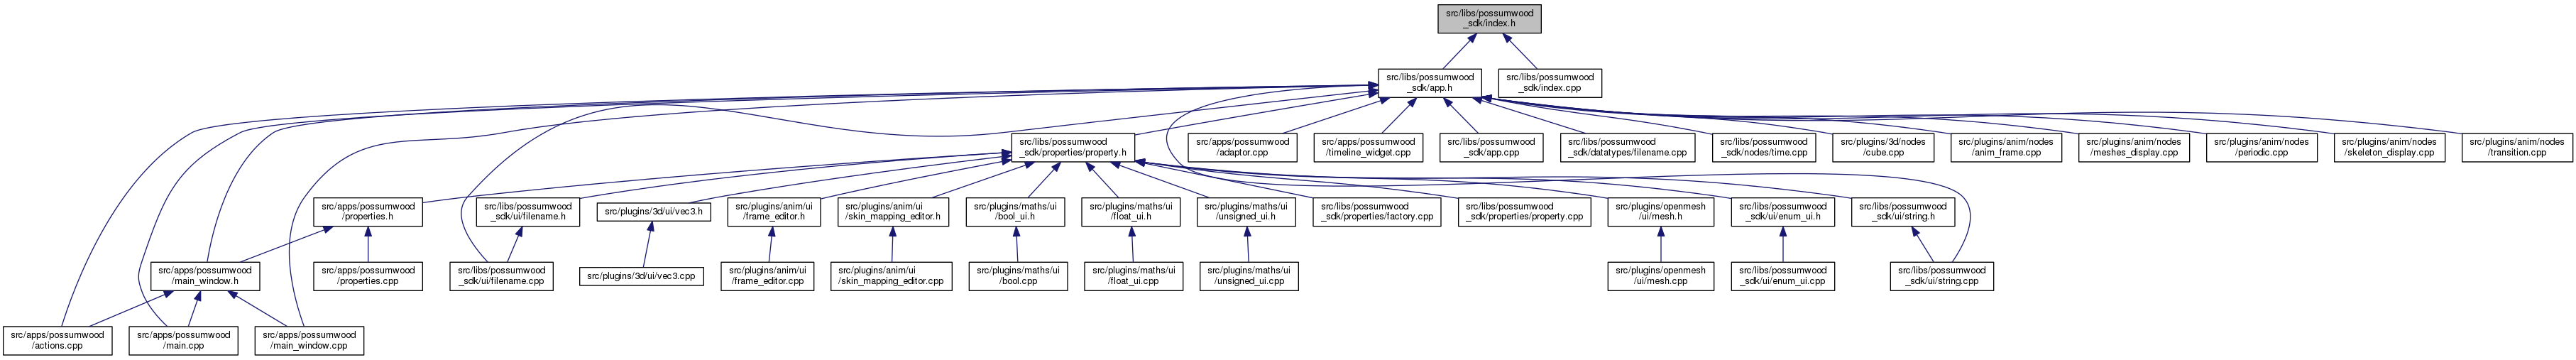 src/libs/possumwood
_sdk/index.h
src/libs/possumwood
_sdk/app.h
src/libs/possumwood
_sdk/index.cpp
src/libs/possumwood
_sdk/properties/property.h
src/apps/possumwood
/adaptor.cpp
src/apps/possumwood
/timeline_widget.cpp
src/libs/possumwood
_sdk/app.cpp
src/libs/possumwood
_sdk/datatypes/filename.cpp
src/libs/possumwood
_sdk/nodes/time.cpp
src/plugins/3d/nodes
/cube.cpp
src/plugins/anim/nodes
/anim_frame.cpp
src/plugins/anim/nodes
/meshes_display.cpp
src/plugins/anim/nodes
/periodic.cpp
src/plugins/anim/nodes
/skeleton_display.cpp
src/plugins/anim/nodes
/transition.cpp
src/apps/possumwood
/properties.h
src/libs/possumwood
_sdk/ui/filename.h
src/plugins/3d/ui/vec3.h
src/plugins/anim/ui
/frame_editor.h
src/plugins/anim/ui
/skin_mapping_editor.h
src/plugins/maths/ui
/bool_ui.h
src/plugins/maths/ui
/float_ui.h
src/plugins/maths/ui
/unsigned_ui.h
src/libs/possumwood
_sdk/properties/factory.cpp
src/libs/possumwood
_sdk/properties/property.cpp
src/plugins/openmesh
/ui/mesh.h
src/libs/possumwood
_sdk/ui/enum_ui.h
src/libs/possumwood
_sdk/ui/string.h
src/apps/possumwood
/main_window.h
src/apps/possumwood
/properties.cpp
src/libs/possumwood
_sdk/ui/filename.cpp
src/plugins/3d/ui/vec3.cpp
src/plugins/anim/ui
/frame_editor.cpp
src/plugins/anim/ui
/skin_mapping_editor.cpp
src/plugins/maths/ui
/bool.cpp
src/plugins/maths/ui
/float_ui.cpp
src/plugins/maths/ui
/unsigned_ui.cpp
src/plugins/openmesh
/ui/mesh.cpp
src/libs/possumwood
_sdk/ui/enum_ui.cpp
src/libs/possumwood
_sdk/ui/string.cpp
src/apps/possumwood
/actions.cpp
src/apps/possumwood
/main.cpp
src/apps/possumwood
/main_window.cpp